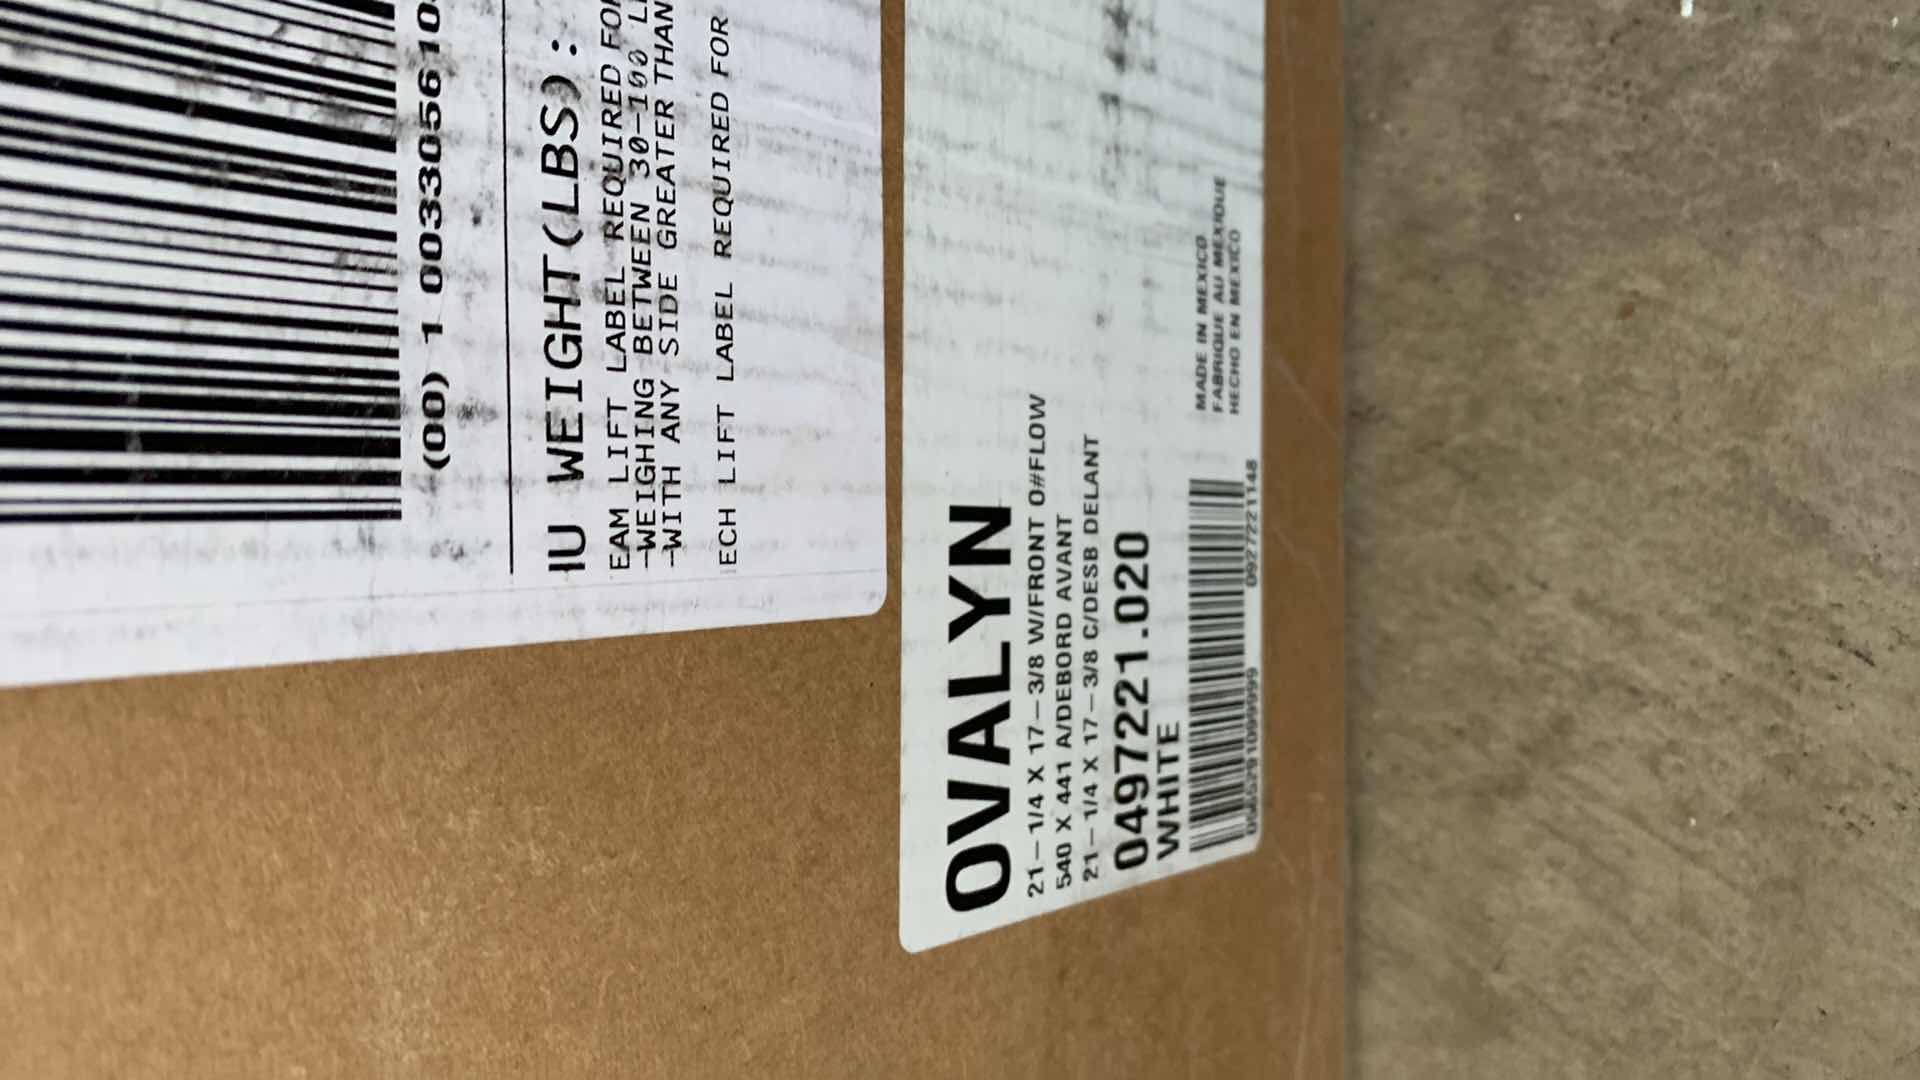 (00) 1 003305610
HU WEIGHT(LBS):
EAM LIFT LABEL REQUIRED FOR
-WEIGHING BETWEEN 30-100
-WITH ANY SIDE GREATER THAN
ECH LIFT LABEL REQUIRED FOR
OVALYN
21-1/4 X 17-3/8 W/FRONT O#FLOW
540 X 441 A/DEBORD AVANT
21-1/4 X 17-3/8 C/DESB DELANT
0497221.020
WHITE
MADE IN MEXICO
FABRIQUE AU MEXIQUE
HECHO EN MEXICO